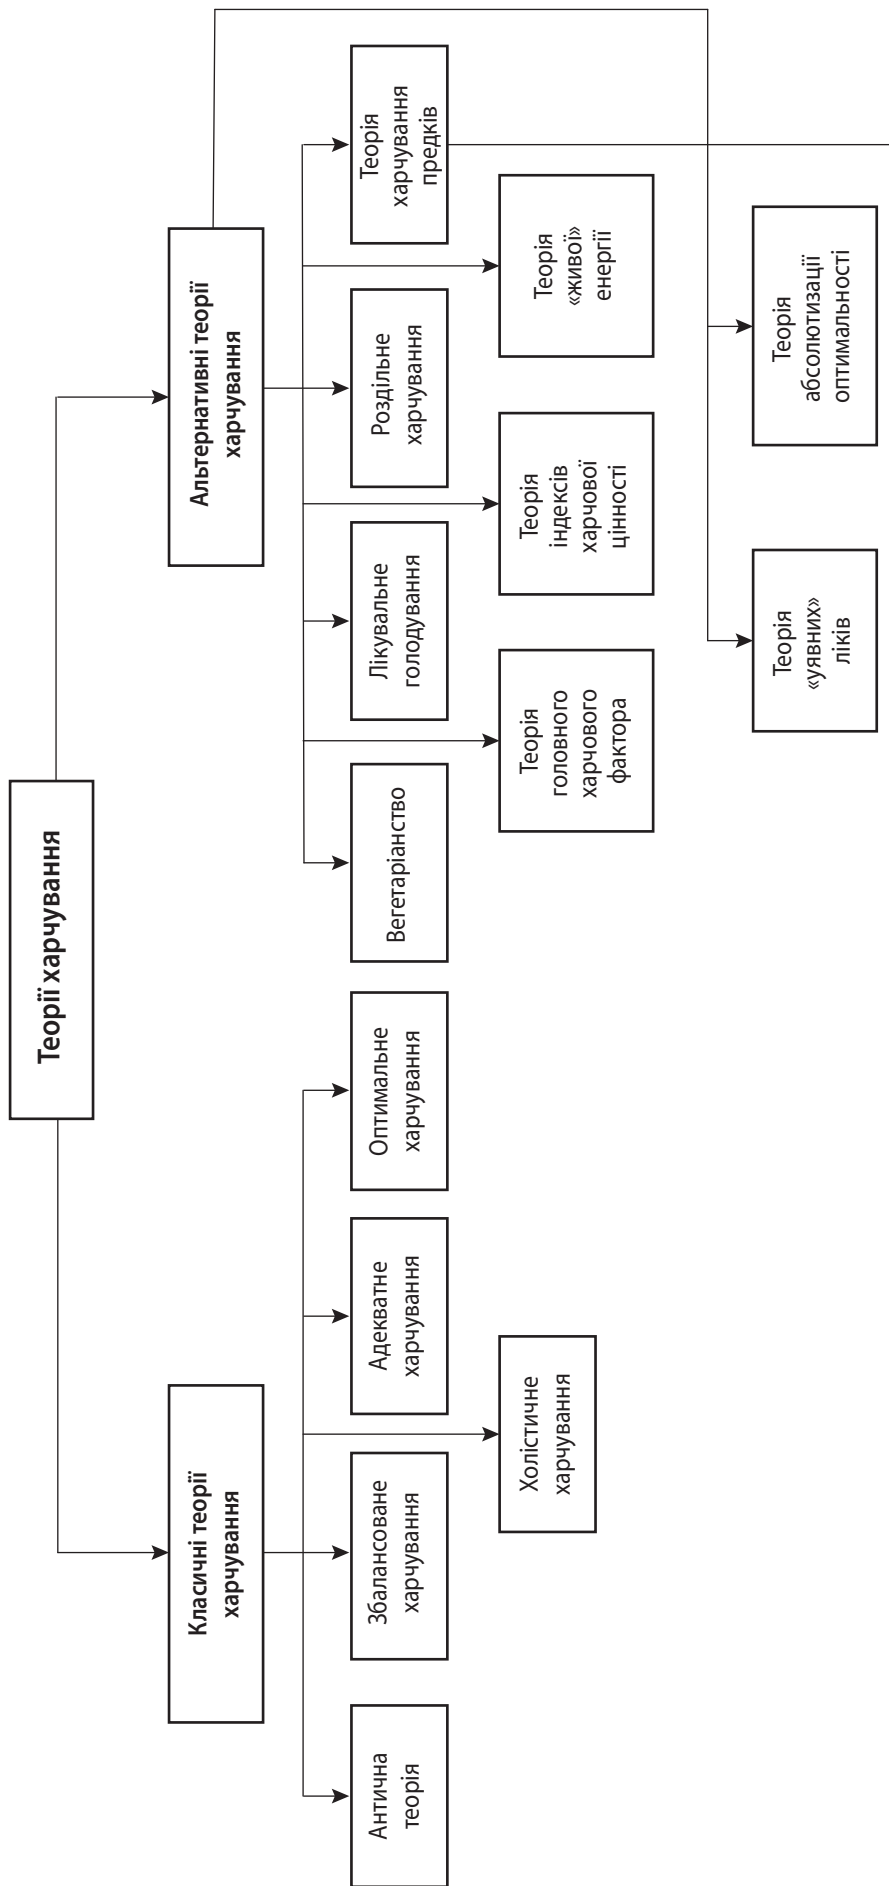 Теорії харчування
Класичні теорії
харчування
Альтернативні теорії
харчування
Антична
теорія
Збалансоване
харчування
Адекватне
харчування
Оптимальне
харчування
Вегетаріанство
Лікувальне
голодування
Роздільне
харчування
Теорія
харчування
предків
Холістичне
харчування
Теорія
головного
харчового
фактора
Теорія
індексів
харчової
цінності
Теорія
«живої»
енергії
Теорія
«уявних»
ліків
Теорія
абсолютизації
оптимальності